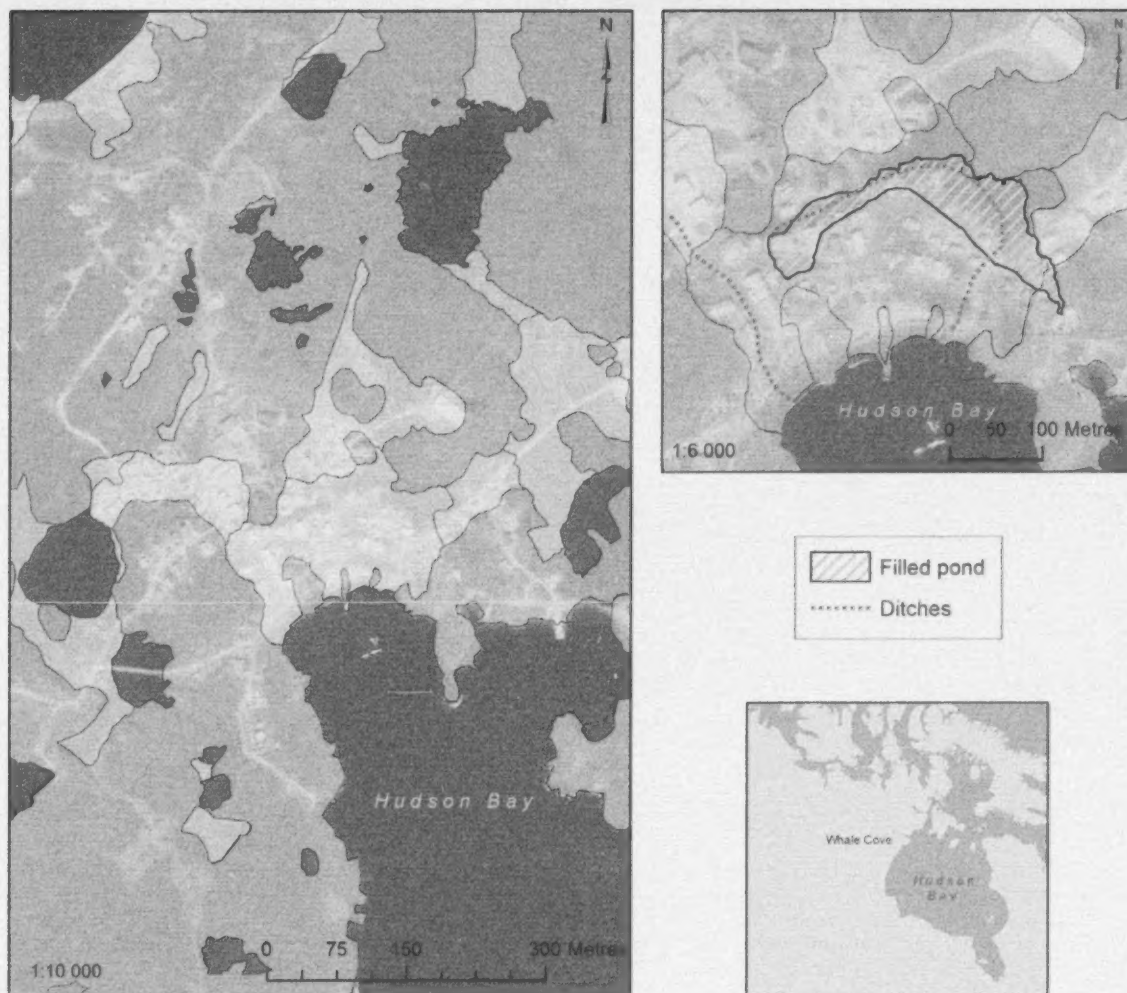 N
Hudson Bay
0 75 150 300 Metres
1:10 000
N
Hudson Bay
0 50 100 Metres
1:6 000
Filled pond
Ditches
Whale Cove
Hudson
Bay